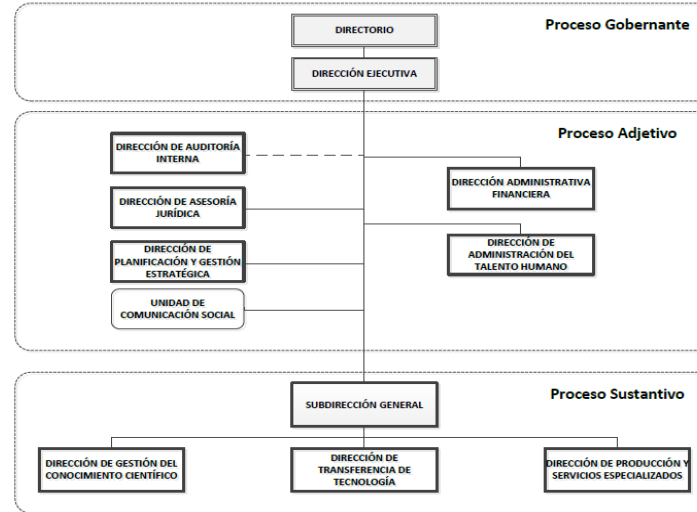 Proceso Gobernante
DIRECTORIO
DIRECCIÓN EJECUTIVA
Proceso Adjetivo
DIRECCIÓN DE AUDITORÍA
INTERNA
DIRECCIÓN ADMINISTRATIVA
FINANCIERA
DIRECCIÓN DE ASESORÍA
JURÍDICA
DIRECCIÓN DE
ADMINISTRACIÓN DEL
TALENTO HUMANO
DIRECCIÓN DE
PLANIFICACIÓN Y GESTIÓN
ESTRATÉGICA
UNIDAD DE
COMUNICACIÓN SOCIAL
Proceso Sustantivo
SUBDIRECCIÓN GENERAL
DIRECCIÓN DE GESTIÓN DEL
CONOCIMIENTO CIENTÍFICO
DIRECCIÓN DE
TRANSFERENCIA DE
TECNOLOGÍA
DIRECCIÓN DE PRODUCCIÓN Y
SERVICIOS ESPECIALIZADOS